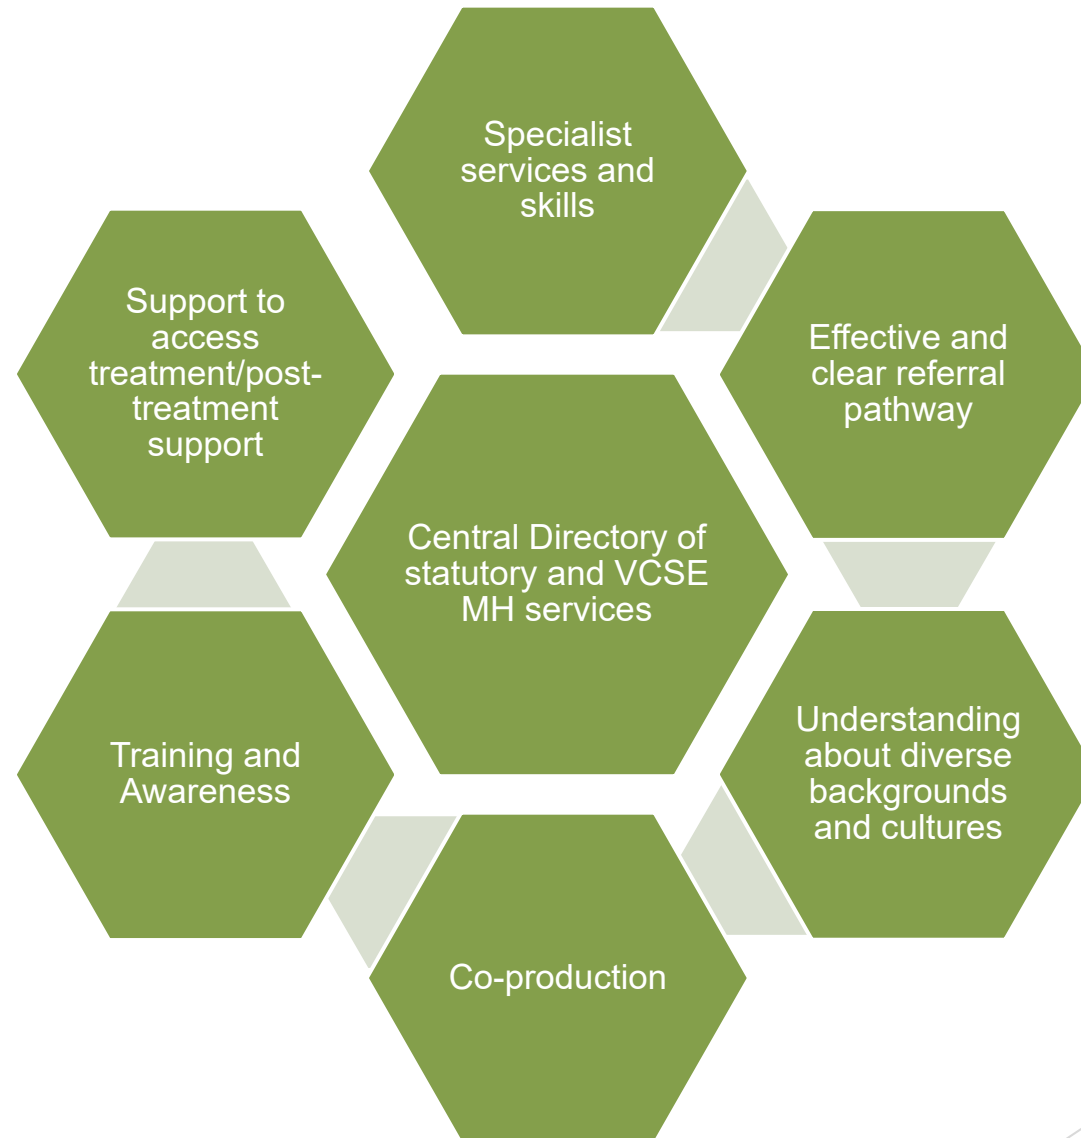 Specialist
services and
skills
Effective and
clear referral
pathway
Understanding
about diverse
backgrounds
and cultures
Co-production
Training and
Awareness
Support to
access
treatment/post-
treatment
support
Central Directory of
statutory and VCSE
MH services